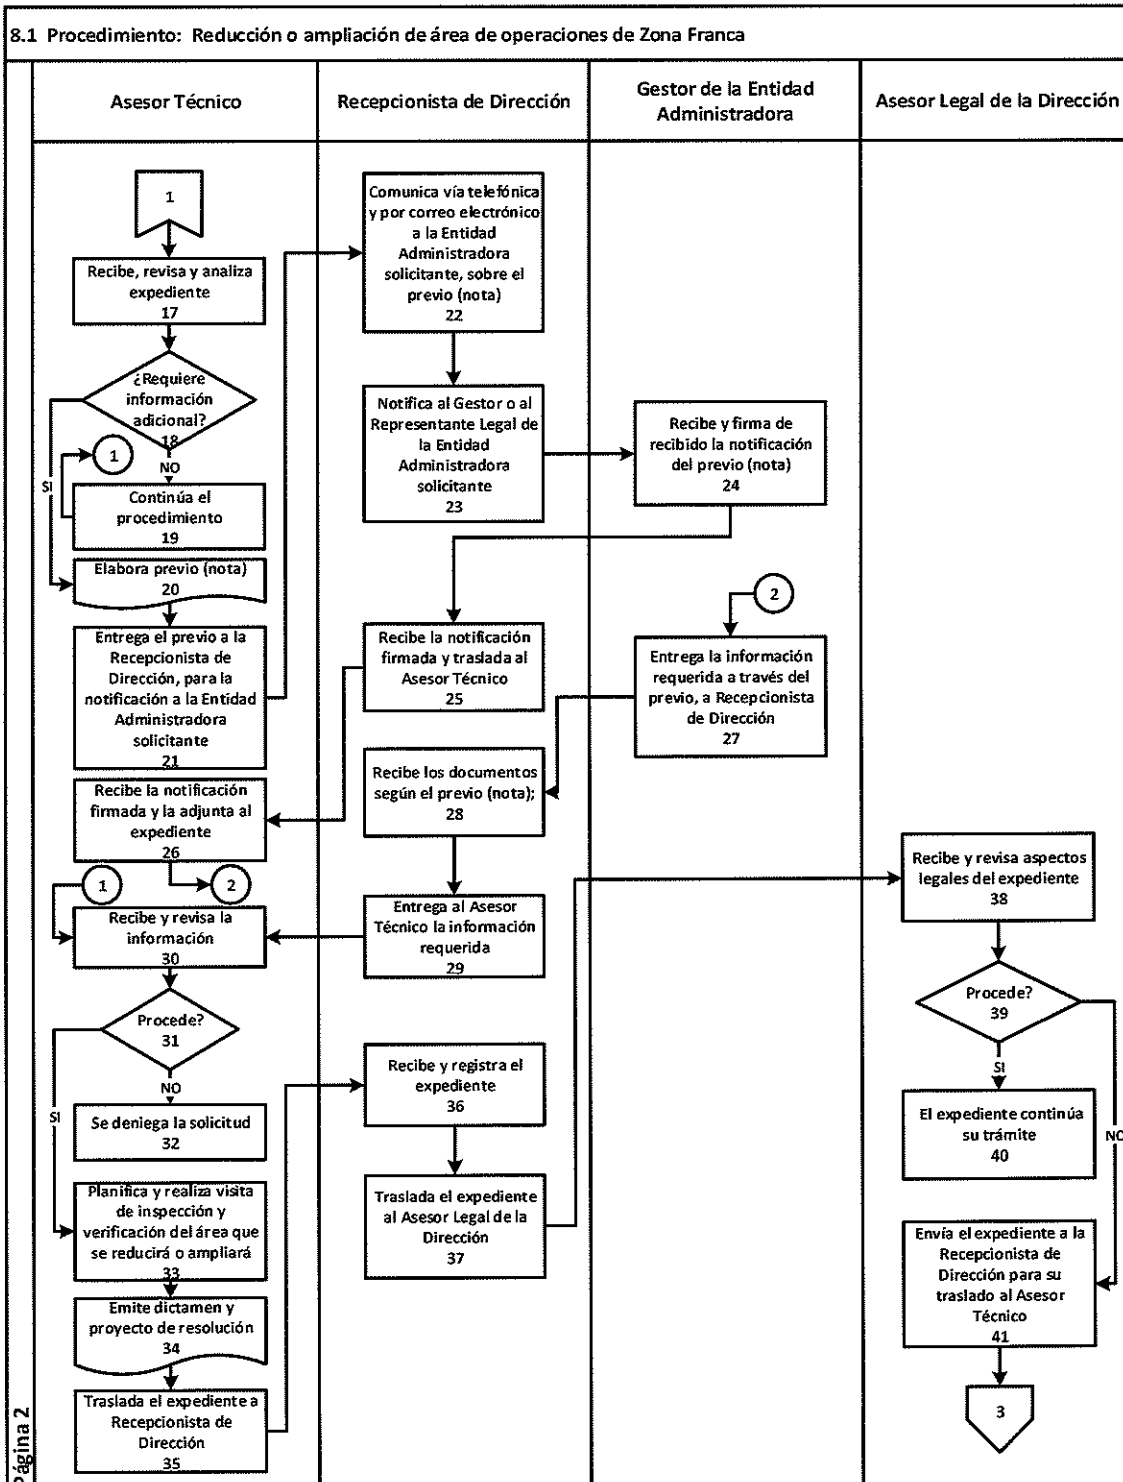 8.1 Procedimiento: Reducción o ampliación de área de operaciones de Zona Franca
Asesor Técnico
Recepcionista de Dirección
Gestor de la Entidad
Administradora
Asesor Legal de la Dirección
1
Recibe, revisa y analiza
expediente
17
¿Requiere
información
adicional?
18
1
NO
SI
Continúa el
procedimiento
19
Elabora previo (nota)
20
Entrega el previo a la
Recepcionista de
Dirección, para la
notificación a la Entidad
Administradora
solicitante
21
Recibe la notificación
firmada y la adjunta al
expediente
26
1
2
Recibe y revisa la
información
30
Procede?
31
NO
SI
Se deniega la solicitud
32
Planifica y realiza visita
de inspección y
verificación del área que
se reducirá o ampliará
33
Emite dictamen y
proyecto de resolución
34
Traslada el expediente a
Recepcionista de
Dirección
35
Comunica vía telefónica
y por correo electrónico
a la Entidad
Administradora
solicitante, sobre el
previo (nota)
22
Notifica al Gestor o al
Representante Legal de
la Entidad
Administradora
solicitante
23
Recibe la notificación
firmada y traslada al
Asesor Técnico
25
Recibe los documentos
según el previo (nota);
28
Entrega al Asesor
Técnico la información
requerida
29
Recibe y registra el
expediente
36
Traslada el expediente
al Asesor Legal de la
Dirección
37
Recibe y firma de
recibido la notificación
del previo (nota)
24
2
Entrega la información
requerida a través del
previo, a Recepcionista
de Dirección
27
Recibe y revisa aspectos
legales del expediente
38
Procede?
39
SI
NO
El expediente continúa
su trámite
40
Envía el expediente a la
Recepcionista de
Dirección para su
traslado al Asesor
Técnico
41
3
Página 2